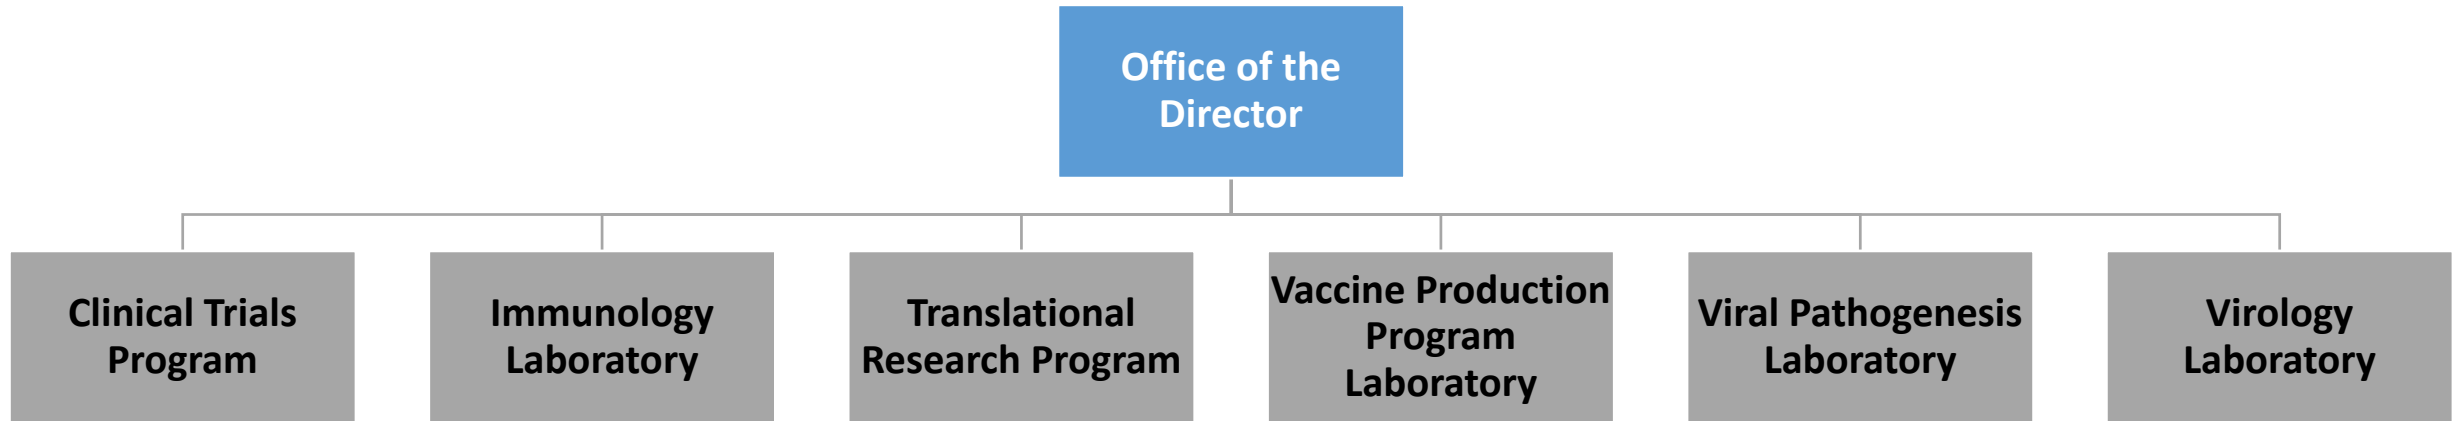 Office of the
Director
Clinical Trials
Program
Immunology
Laboratory
Translational
Research Program
Vaccine Production
Program
Laboratory
Viral Pathogenesis
Laboratory
Virology
Laboratory